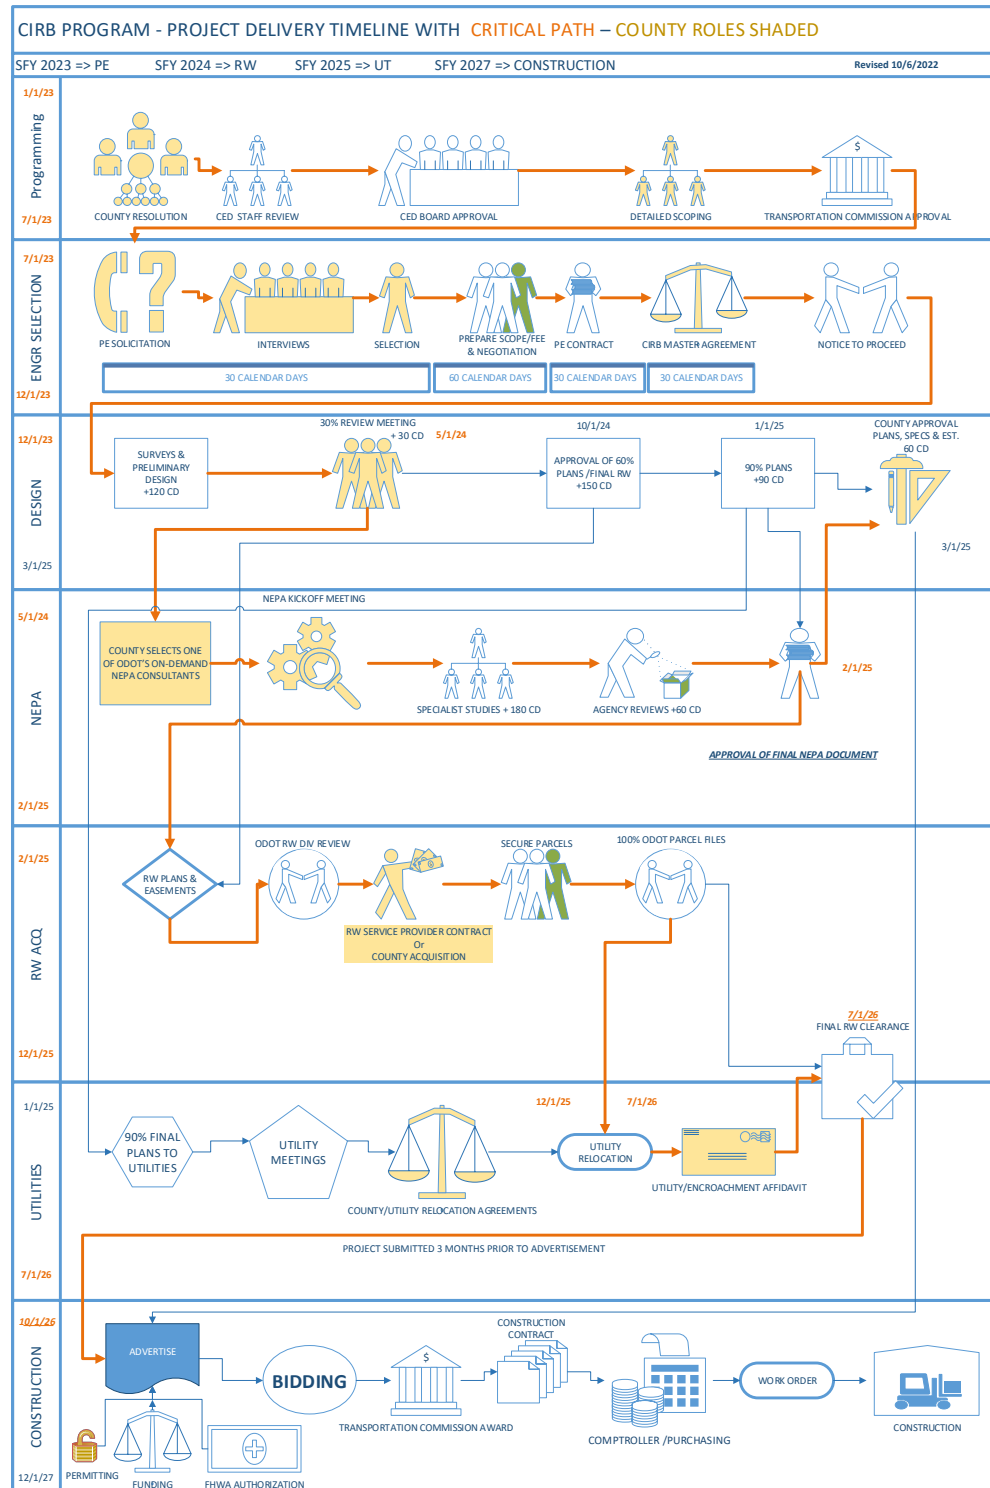 CIRB PROGRAM - PROJECT DELIVERY TIMELINE WITH CRITICAL PATH – COUNTY ROLES SHADED
SFY 2023 => PE SFY 2024 => RW SFY 2025 => UT SFY 2027 => CONSTRUCTION Revised 10/6/2022
1/1/23
Programming
7/1/23
COUNTY RESOLUTION
CED STAFF REVIEW
CED BOARD APPROVAL
DETAILED SCOPING
$
TRANSPORTATION COMMISSION APPROVAL
7/1/23
ENGR SELECTION
12/1/23
PE SOLICITATION
INTERVIEWS
SELECTION
PREPARE SCOPE/FEE
& NEGOTIATION
PE CONTRACT
CIRB MASTER AGREEMENT
NOTICE TO PROCEED
30 CALENDAR DAYS
60 CALENDAR DAYS
30 CALENDAR DAYS
30 CALENDAR DAYS
12/1/23
DESIGN
3/1/25
SURVEYS &
PRELIMINARY
DESIGN
+120 CD
30% REVIEW MEETING
+ 30 CD
5/1/24
10/1/24
APPROVAL OF 60%
PLANS /FINAL RW
+150 CD
1/1/25
90% PLANS
+90 CD
COUNTY APPROVAL
PLANS, SPECS & EST.
60 CD
3/1/25
5/1/24
NEPA
2/1/25
NEPA KICKOFF MEETING
COUNTY SELECTS ONE
OF ODOT'S ON-DEMAND
NEPA CONSULTANTS
SPECIALIST STUDIES + 180 CD
AGENCY REVIEWS +60 CD
2/1/25
APPROVAL OF FINAL NEPA DOCUMENT
2/1/25
RW ACQ
12/1/25
RW PLANS &
EASEMENTS
ODOT RW DIV REVIEW
RW SERVICE PROVIDER CONTRACT
Or
COUNTY ACQUISITION
SECURE PARCELS
100% ODOT PARCEL FILES
7/1/26
FINAL RW CLEARANCE
1/1/25
UTILITIES
7/1/26
90% FINAL
PLANS TO
UTILITIES
UTILITY
MEETINGS
COUNTY/UTILITY RELOCATION AGREEMENTS
12/1/25
7/1/26
UTILITY
RELOCATION
UTILITY/ENCROACHMENT AFFIDAVIT
PROJECT SUBMITTED 3 MONTHS PRIOR TO ADVERTISEMENT
10/1/26
CONSTRUCTION
12/1/27
ADVERTISE
BIDDING
$
TRANSPORTATION COMMISSION AWARD
CONSTRUCTION
CONTRACT
COMPTROLLER /PURCHASING
WORK ORDER
CONSTRUCTION
PERMITTING
FUNDING
FHWA AUTHORIZATION